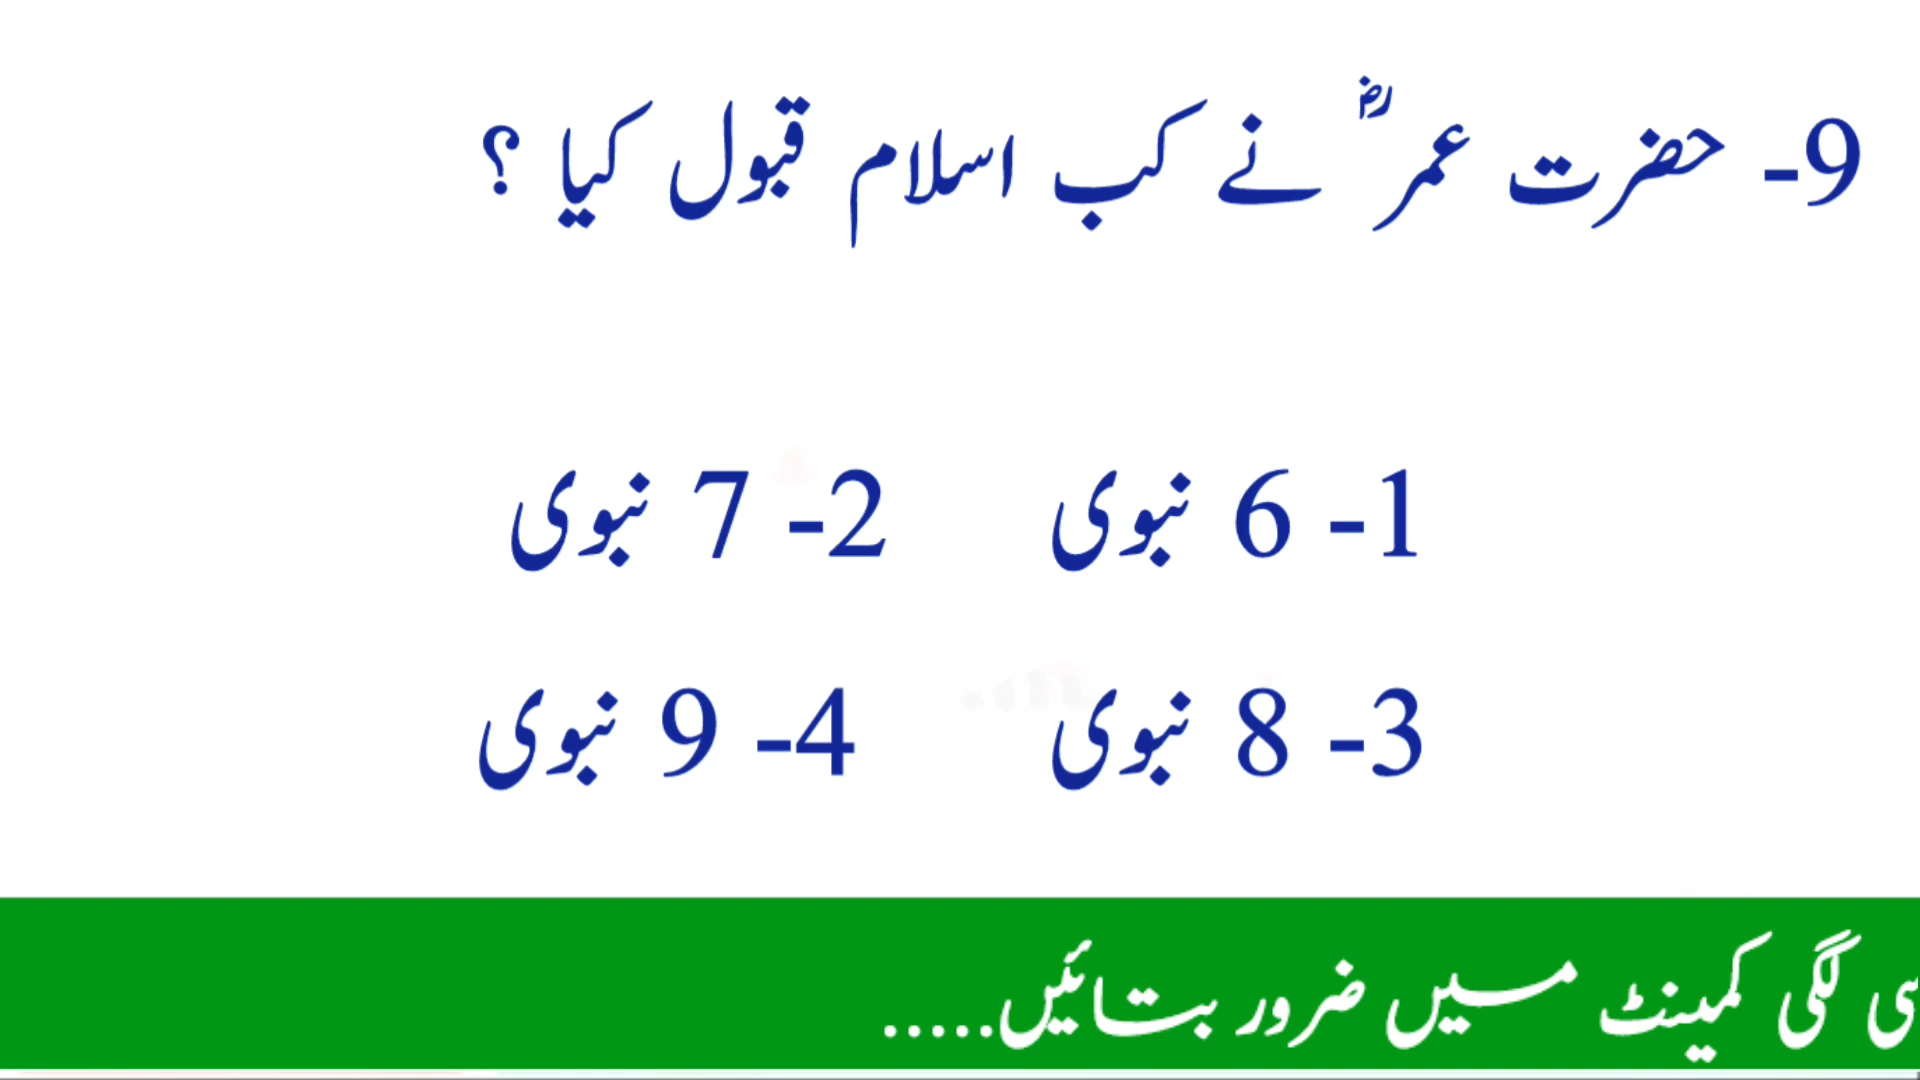 9- حضرت عمرؓ نے کب اسلام قبول کیا ؟
1- 6 نبوی 2- 7 نبوی
3- 8 نبوی 4- 9 نبوی
لگی کمینٹ میں ضرور بتائیں.....